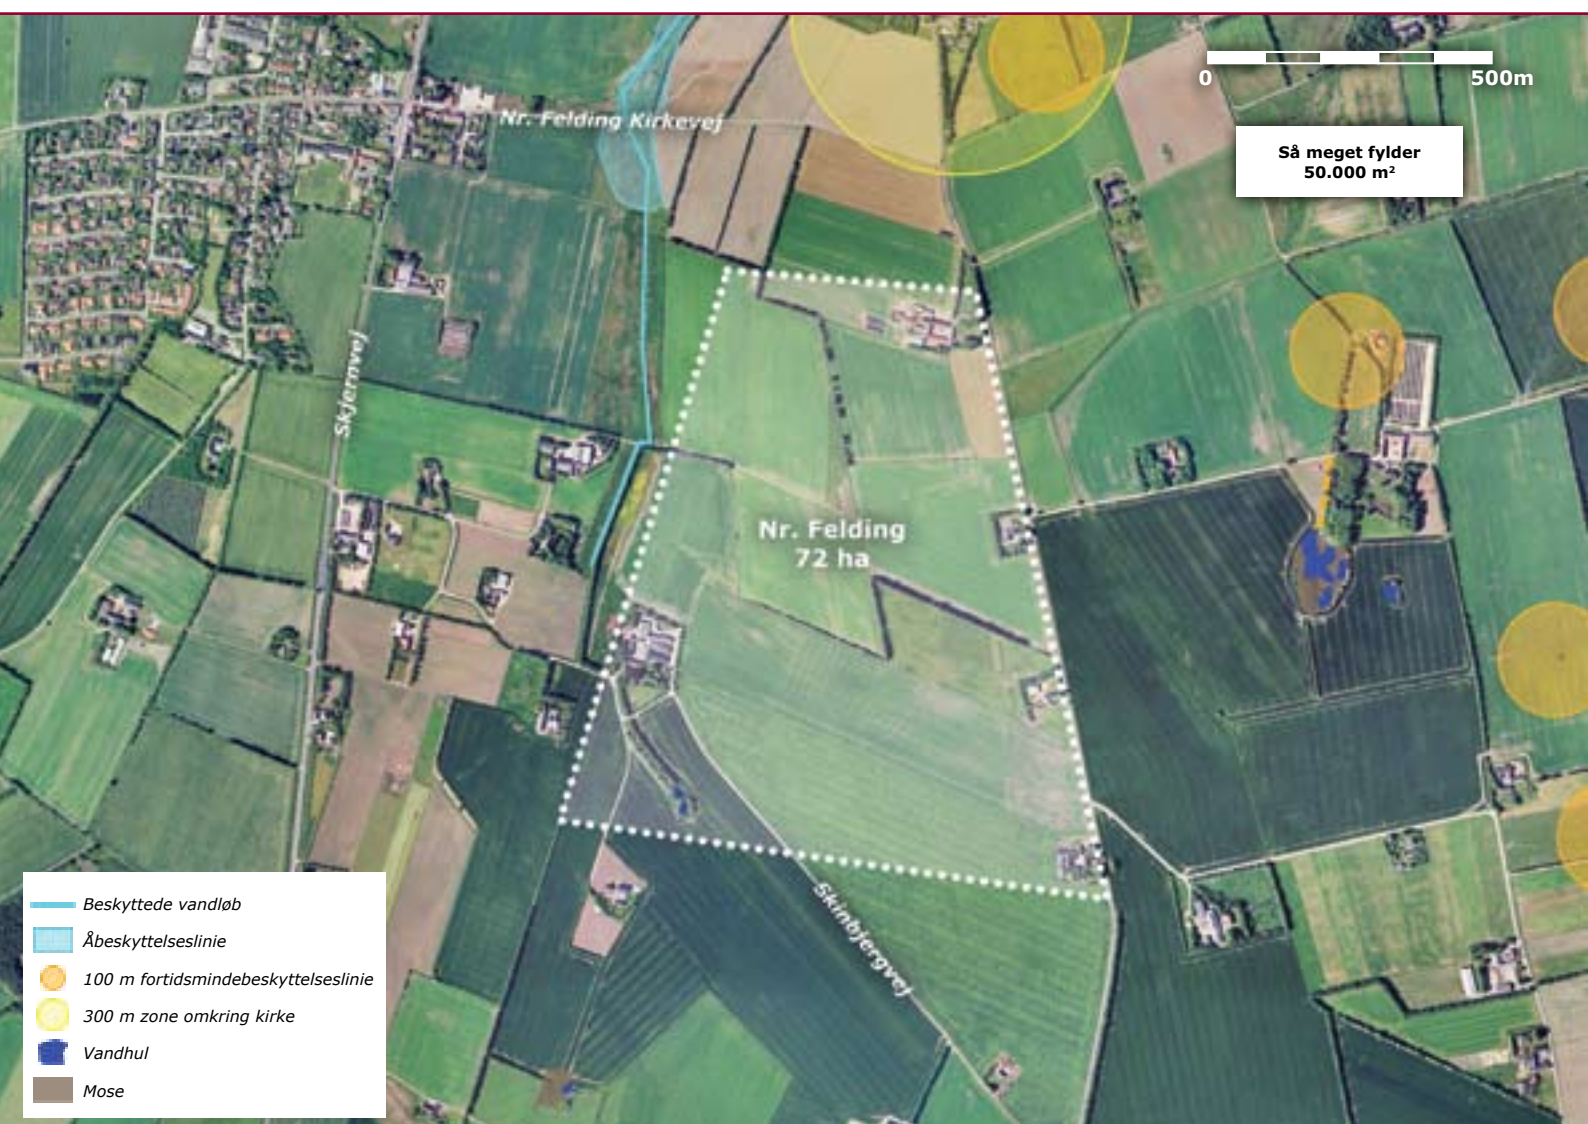 0
500m
Så meget fylder
50.000 m²
Nr. Felding Kirkevej
Skjernvej
Nr. Felding
72 ha
Skinbjergvej
Beskyttede vandløb
Åbeskyttelseslinie
100 m fortidsmindebeskyttelseslinie
300 m zone omkring kirke
Vandhul
Mose